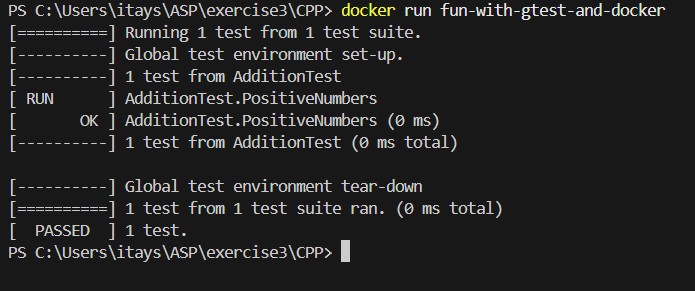 PS C:\Users\itays\ASP\exercise3\CPP> docker run fun-with-gtest-and-docker
[==========] Running 1 test from 1 test suite.
[----------] Global test environment set-up.
[----------] 1 test from AdditionTest
[ RUN      ] AdditionTest.PositiveNumbers
[       OK ] AdditionTest.PositiveNumbers (0 ms)
[----------] 1 test from AdditionTest (0 ms total)

[----------] Global test environment tear-down
[==========] 1 test from 1 test suite ran. (0 ms total)
[  PASSED  ] 1 test.
PS C:\Users\itays\ASP\exercise3\CPP>